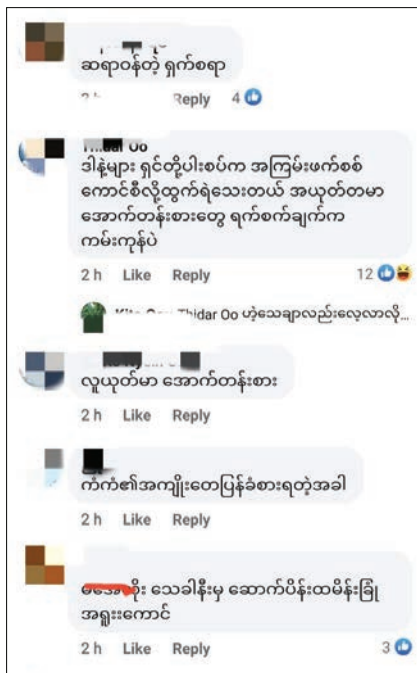 ဆရာဝန်တဲ့ ရှက်စရာ
Reply 4
Oo
ဒါနဲ့များ ရှင်တို့ပါးစပ်က အကြမ်းဖက်စစ်
ကောင်စီလို့ထွက်ရဲသေးတယ် အယုတ်တမာ
အောက်တန်းစားတွေ ရက်စက်ချက်က
ကမ်းကုန်ပဲ
2 h Like Reply 12
Thidar Oo ဟဲ့သေချာလည်းလေ့လာလို...
လူယုတ်မာ အောက်တန်းစား
2 h Like Reply
ကံကံ၏အကျိုးတေပြန်ခံစားရတဲ့အခါ
2 h Like Reply
သေခါနီးမှ ဆောက်ပိန်းထမိန်းခြုံ
အရူးးကောင်
2 h Like Reply 3